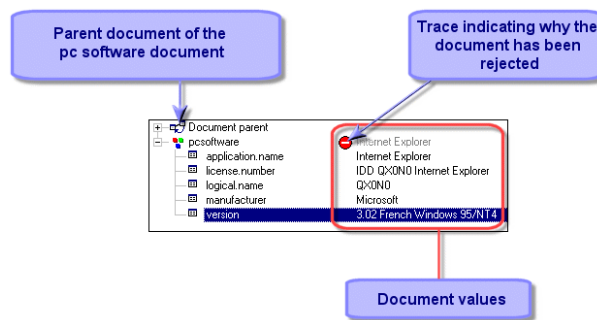 Parent document of the
pc software document
Trace indicating why the
document has been
rejected
Document parent
pcsoftware Internet Explorer
application.name Internet Explorer
license.number IDD QX0N0 Internet Explorer
logical.name QX0N0
manufacturer Microsoft
version 3.02 French Windows 95/NT4
Document values